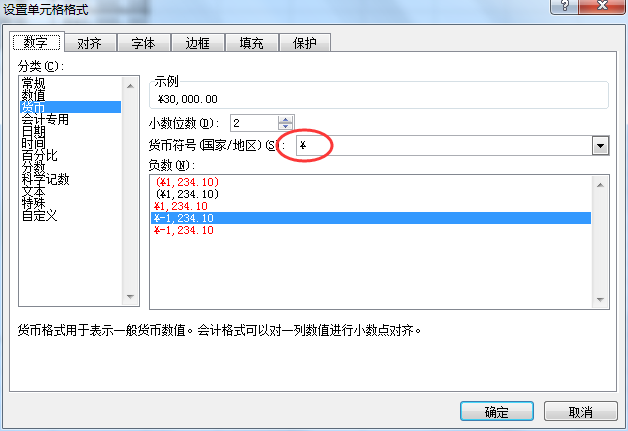 设置单元格格式
?
数字 对齐 字体 边框 填充 保护
分类(C):
常规
数值
货币
会计专用
日期
时间
百分比
分数
科学记数
文本
特殊
自定义
示例
¥30,000.00
小数位数(D): 2
货币符号(国家/地区)(S): ¥
负数(N):
(¥1,234.10)
(¥1,234.10)
¥1,234.10
¥-1,234.10
¥-1,234.10
货币格式用于表示一般货币数值。会计格式可以对一列数值进行小数点对齐。
确定 取消